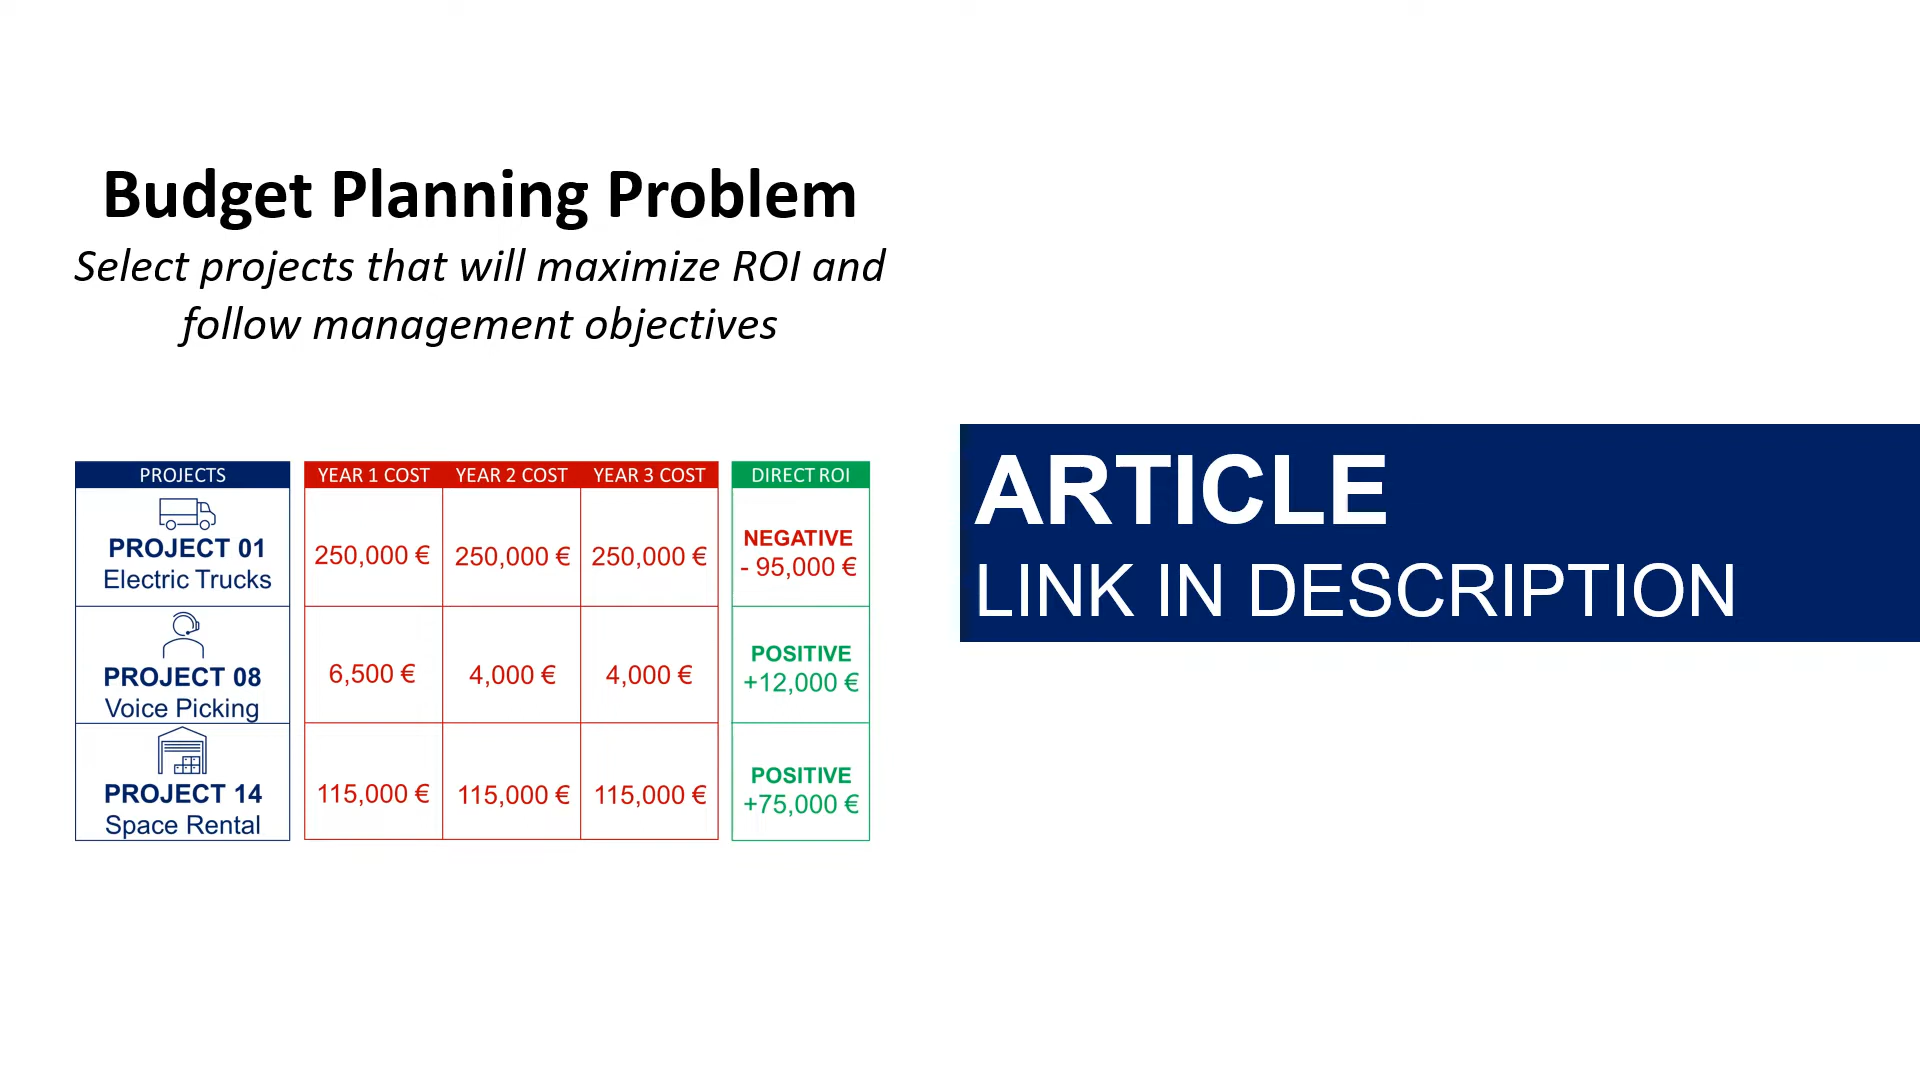 Budget Planning Problem
Select projects that will maximize ROI and
follow management objectives
PROJECTS YEAR 1 COST YEAR 2 COST YEAR 3 COST DIRECT ROI
PROJECT 01
Electric Trucks
250,000 € 250,000 € 250,000 €
NEGATIVE
- 95,000 €
PROJECT 08
Voice Picking
6,500 € 4,000 € 4,000 €
POSITIVE
+12,000 €
PROJECT 14
Space Rental
115,000 € 115,000 € 115,000 €
POSITIVE
+75,000 €
ARTICLE
LINK IN DESCRIPTION